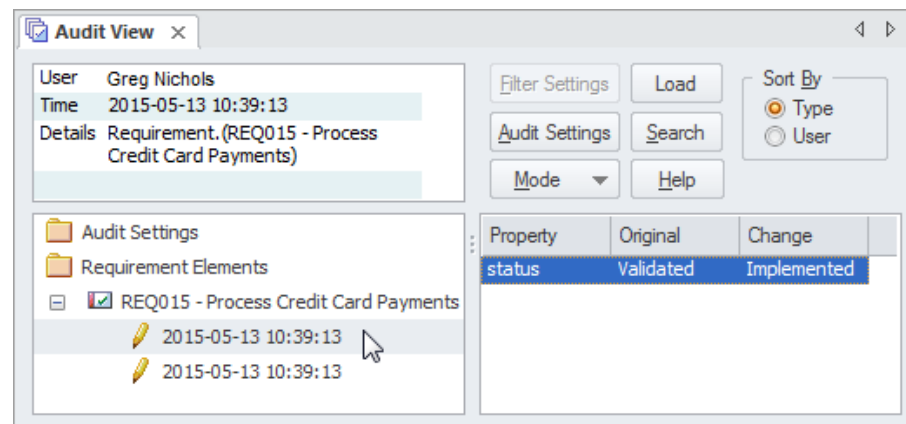 Audit View
User Greg Nichols
Time 2015-05-13 10:39:13
Details Requirement.(REQ015 - Process
Credit Card Payments)
Filter Settings Load
Audit Settings Search
Mode Help
Sort By
Type
User
Audit Settings
Requirement Elements
REQ015 - Process Credit Card Payments
2015-05-13 10:39:13
2015-05-13 10:39:13
Property Original Change
status Validated Implemented